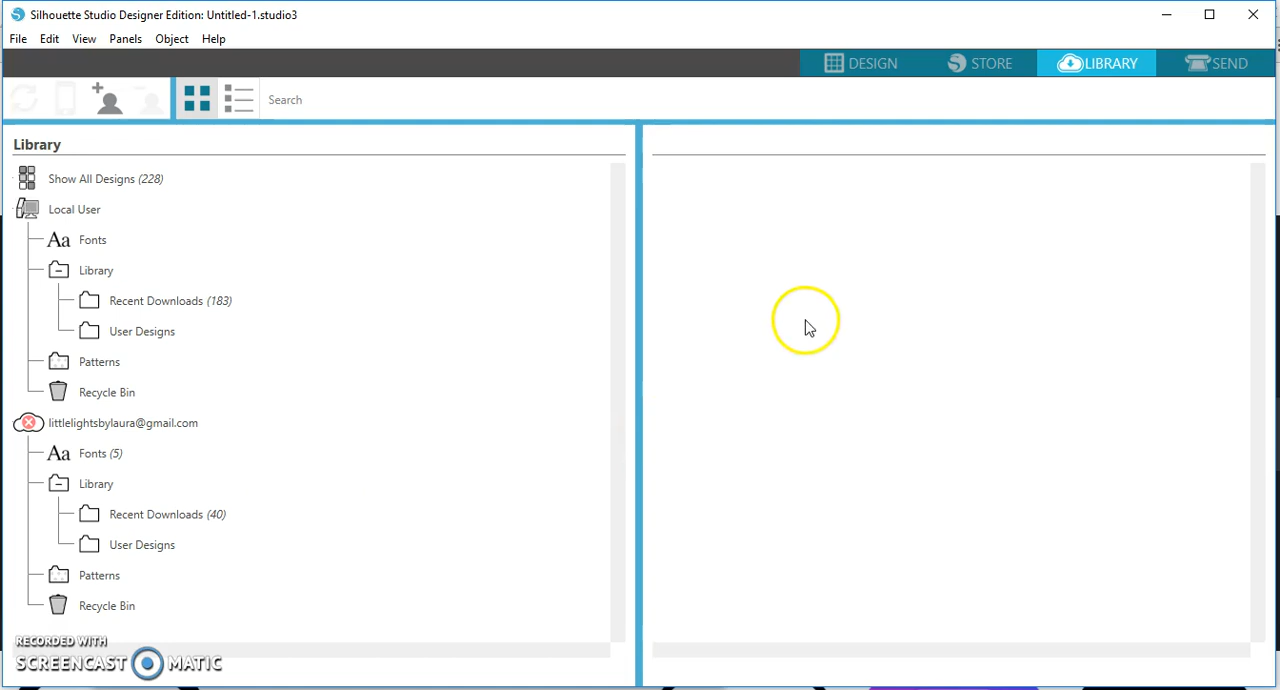 Silhouette Studio Designer Edition: Untitled-1.studio3
File Edit View Panels Object Help
DESIGN STORE LIBRARY SEND
Search
Library
Show All Designs (228)
Local User
Aa Fonts
Library
Recent Downloads (183)
User Designs
Patterns
Recycle Bin
littlelightsbylaura@gmail.com
Aa Fonts (5)
Library
Recent Downloads (40)
User Designs
Patterns
Recycle Bin
RECORDED WITH
SCREENCAST MATIC